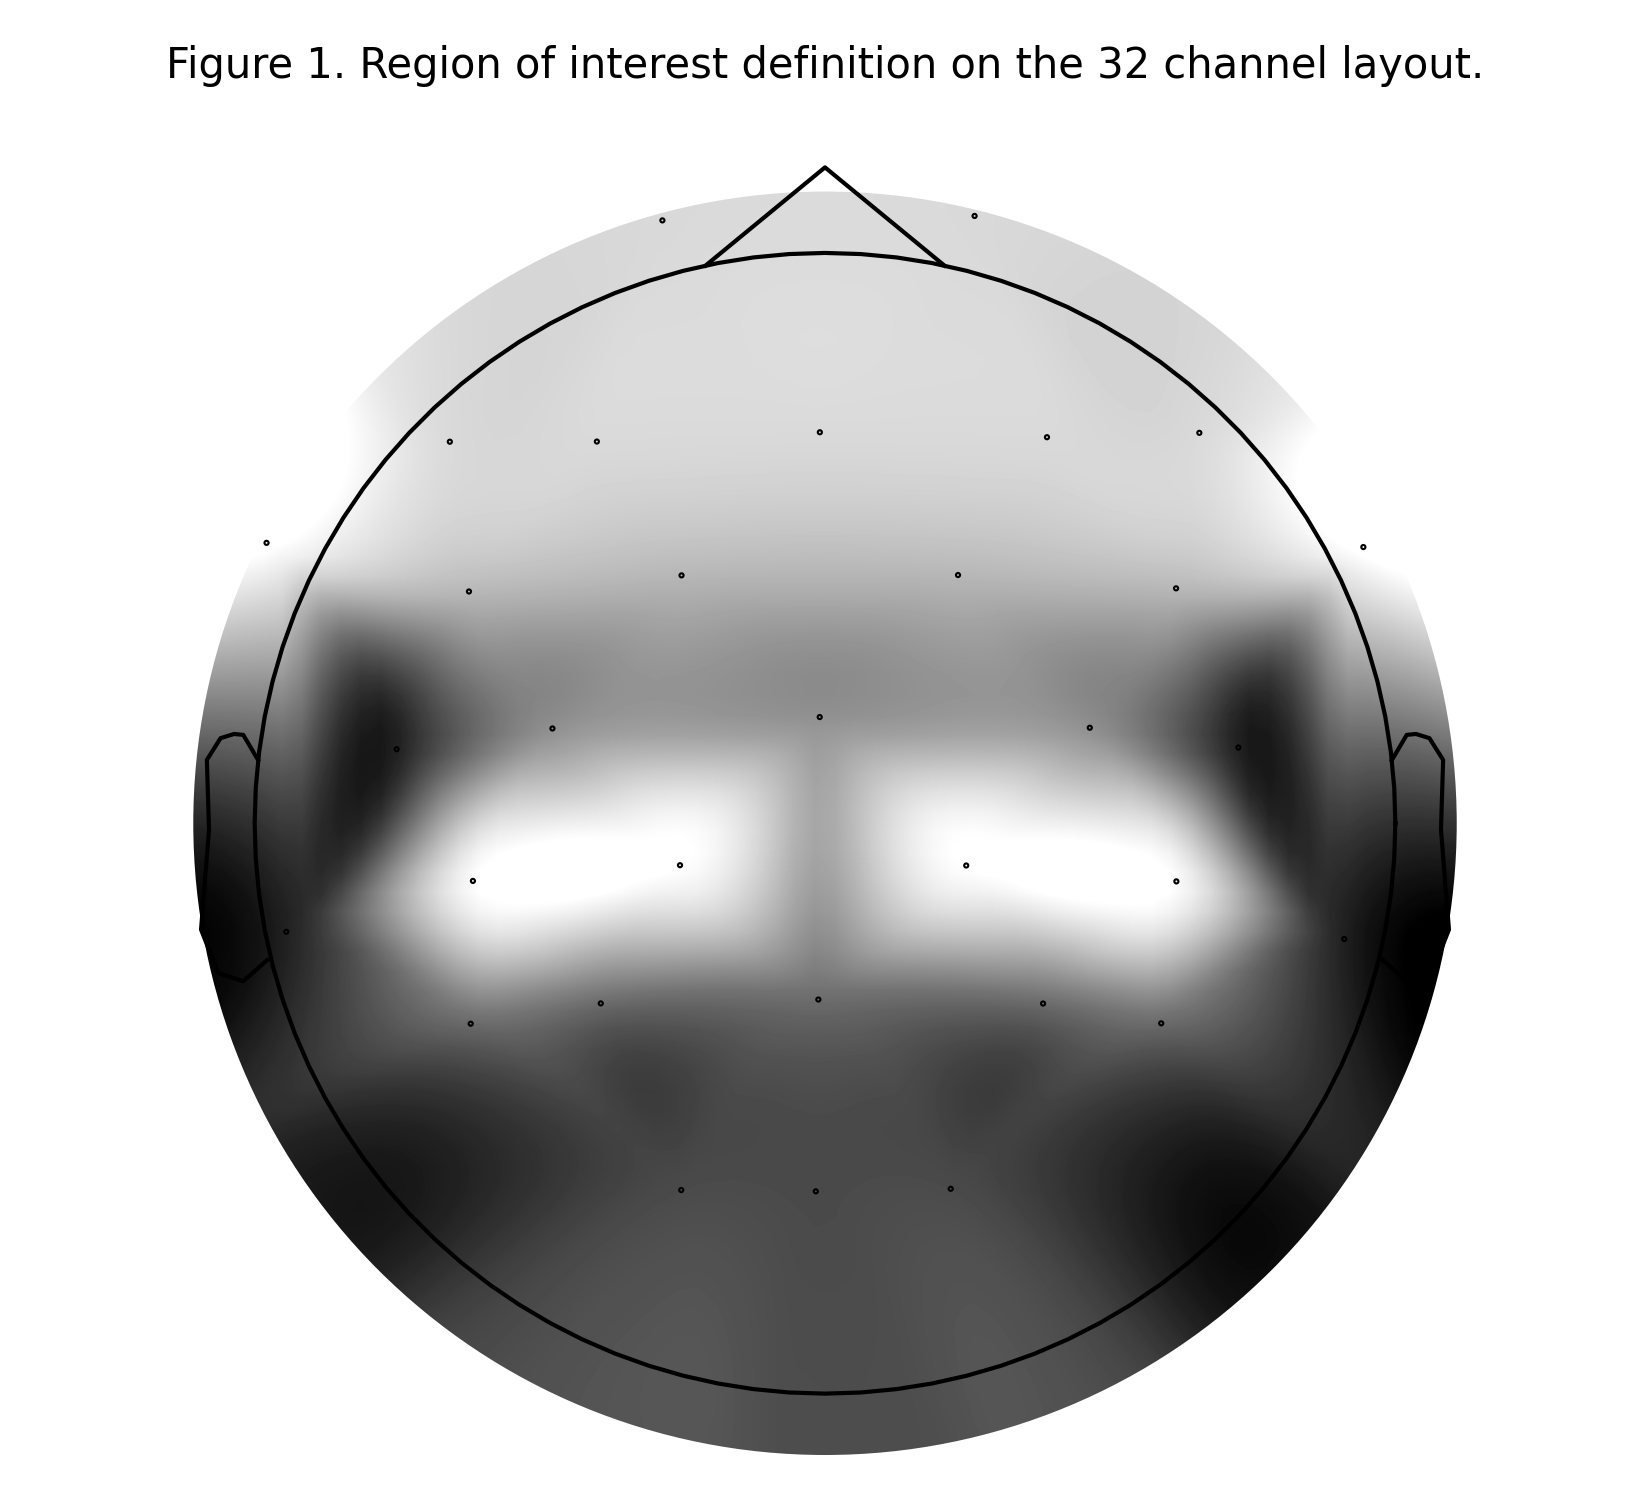 Figure 1. Region of interest definition on the 32 channel layout.